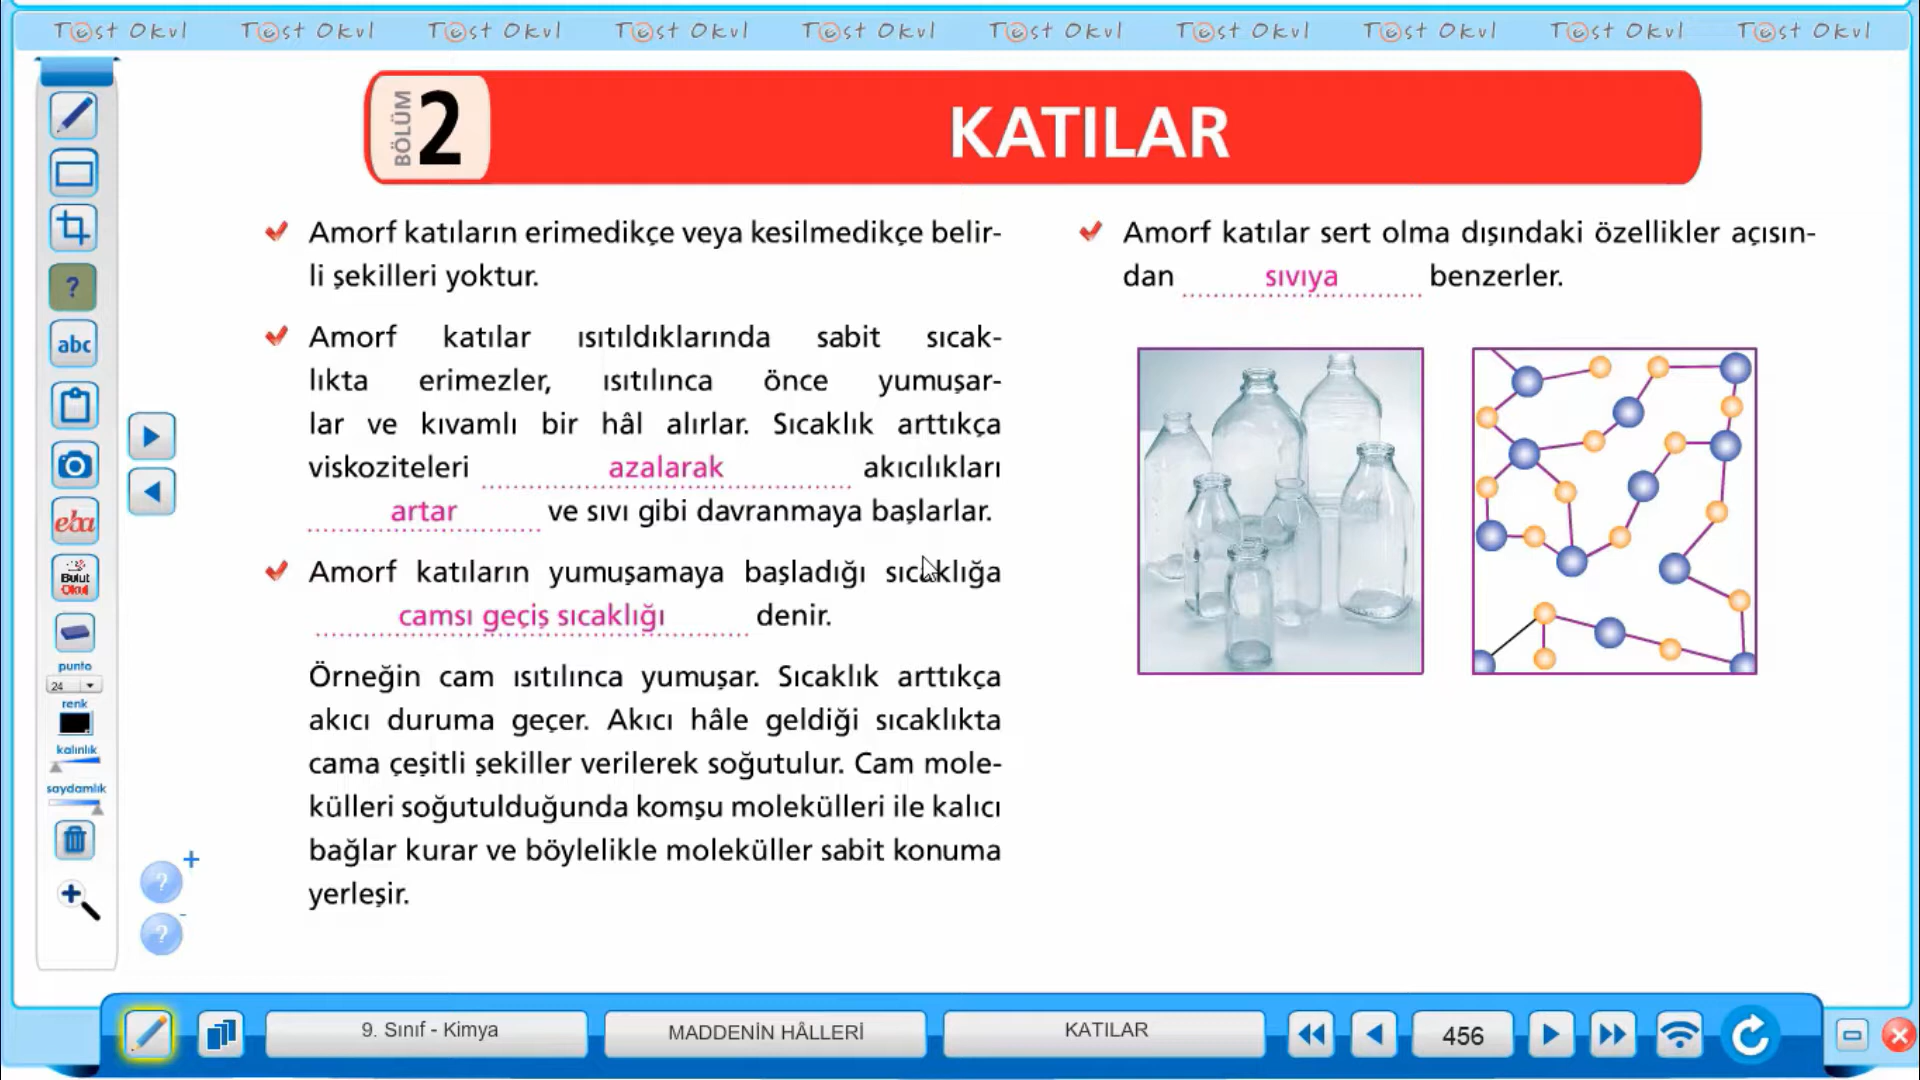 Test Okul Test Okul Test Okul Test Okul Test Okul Test Okul Test Okul Test Okul Test Okul Test Okul
BÖLÜM
2
KATILAR
Amorf katıların erimedikçe veya kesilmedikçe belir-
li şekilleri yoktur.
Amorf katılar ısıtıldıklarında sabit sıcak-
lıkta erimezler, ısıtılınca önce yumuşar-
lar ve kıvamlı bir hâl alırlar. Sıcaklık arttıkça
viskoziteleri azalarak akıcılıkları
artar ve sıvı gibi davranmaya başlarlar.
Amorf katıların yumuşamaya başladığı sıcaklığa
camsı geçiş sıcaklığı denir.
Örneğin cam ısıtılınca yumuşar. Sıcaklık arttıkça
akıcı duruma geçer. Akıcı hâle geldiği sıcaklıkta
cama çeşitli şekiller verilerek soğutulur. Cam mole-
külleri soğutulduğunda komşu molekülleri ile kalıcı
bağlar kurar ve böylelikle moleküller sabit konuma
yerleşir.
Amorf katılar sert olma dışındaki özellikler açısın-
dan sıvıya benzerler.
?
abc
eba
Bulut
Okul
punto
24
renk
kalınlık
saydamlık
? +
? -
9. Sınıf - Kimya
MADDENİN HÂLLERİ
KATILAR
456